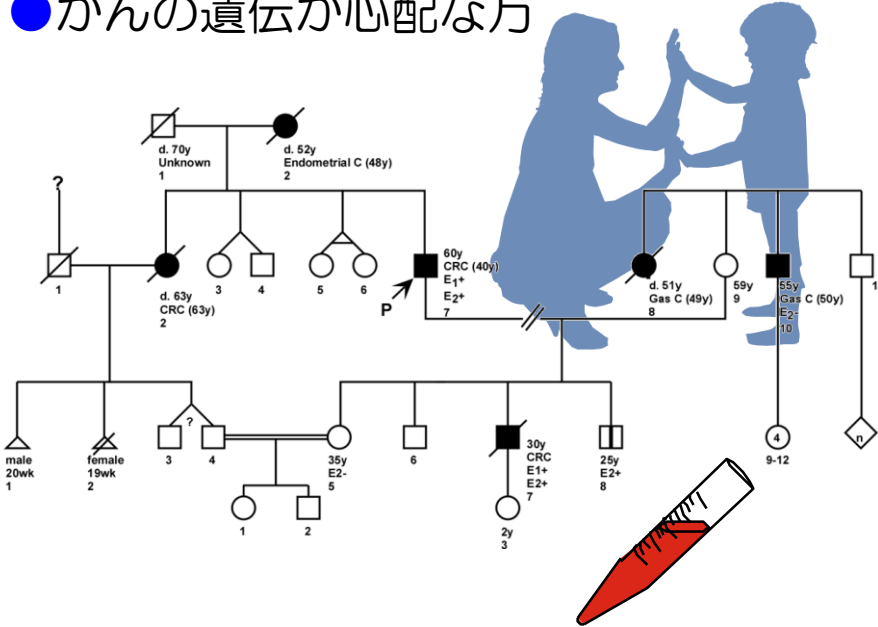 ●がんの遺伝が心配な方
d. 70y
Unknown
1
d. 52y
Endometrial C (48y)
2
?
1
d. 63y
CRC (63y)
2
3
4
5
6
P
60y
CRC (40y)
E1+
E2+
7
d. 51y
Gas C (49y)
8
59y
9
55y
Gas C (50y)
E2-
10
1
male
20wk
1
female
19wk
2
?
3
4
35y
E2-
5
6
30y
CRC
E1+
E2+
7
25y
E2+
8
4
9-12
n
1
2
2y
3